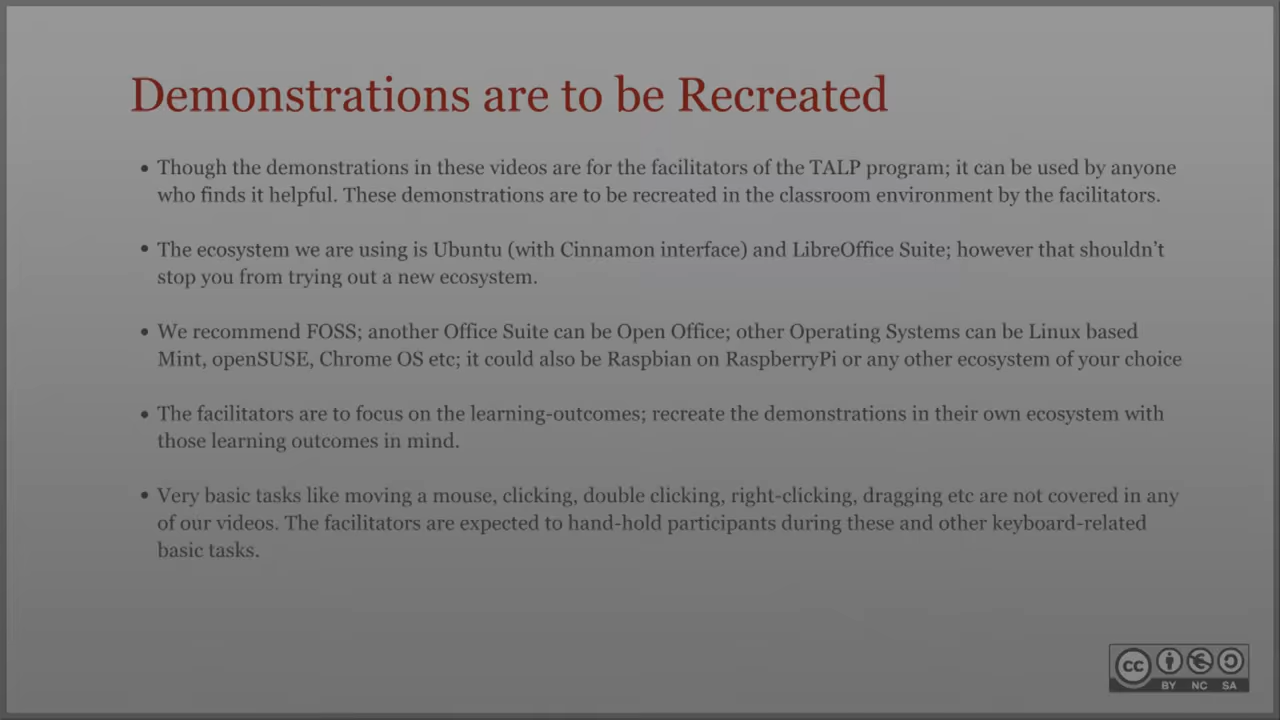 Demonstrations are to be Recreated
• Though the demonstrations in these videos are for the facilitators of the TALP program; it can be used by anyone
who finds it helpful. These demonstrations are to be recreated in the classroom environment by the facilitators.
• The ecosystem we are using is Ubuntu (with Cinnamon interface) and LibreOffice Suite; however that shouldn’t
stop you from trying out a new ecosystem.
• We recommend FOSS; another Office Suite can be Open Office; other Operating Systems can be Linux based
Mint, openSUSE, Chrome OS etc; it could also be Raspbian on RaspberryPi or any other ecosystem of your choice
• The facilitators are to focus on the learning-outcomes; recreate the demonstrations in their own ecosystem with
those learning outcomes in mind.
• Very basic tasks like moving a mouse, clicking, double clicking, right-clicking, dragging etc are not covered in any
of our videos. The facilitators are expected to hand-hold participants during these and other keyboard-related
basic tasks.
cc
BY NC SA